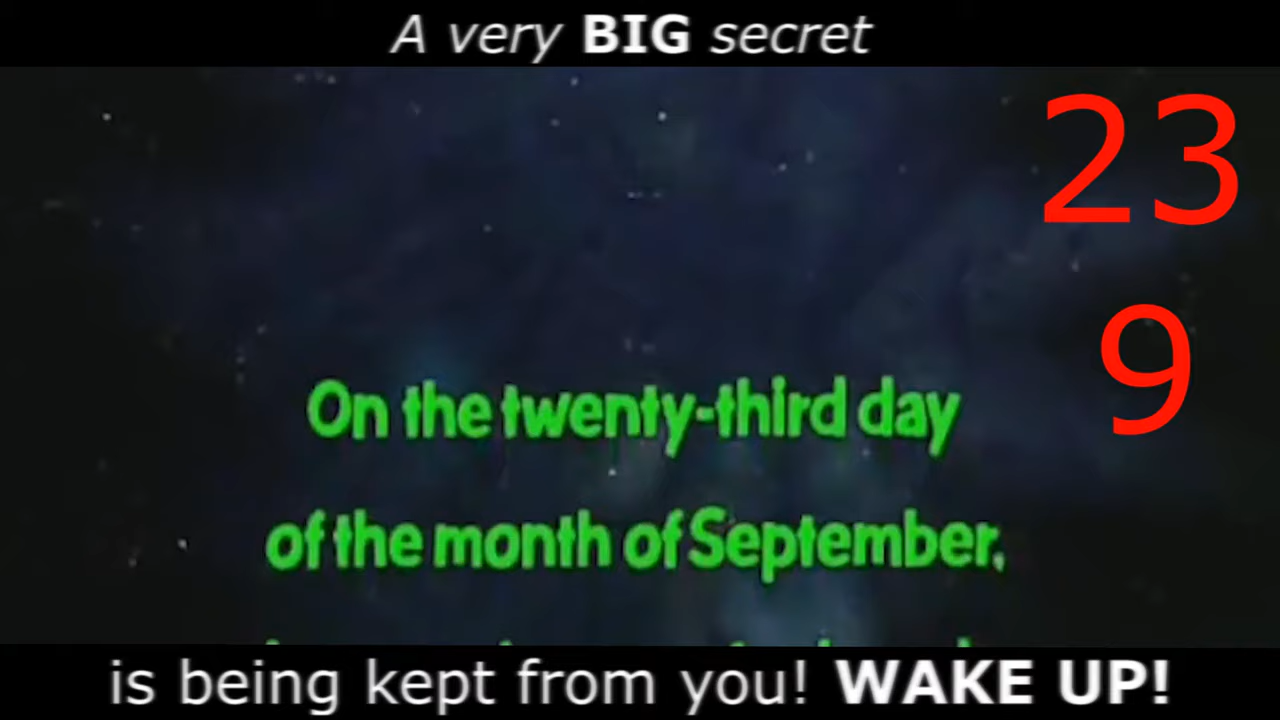 A very BIG secret
23
9
On the twenty-third day
of the month of September,
is being kept from you! WAKE UP!